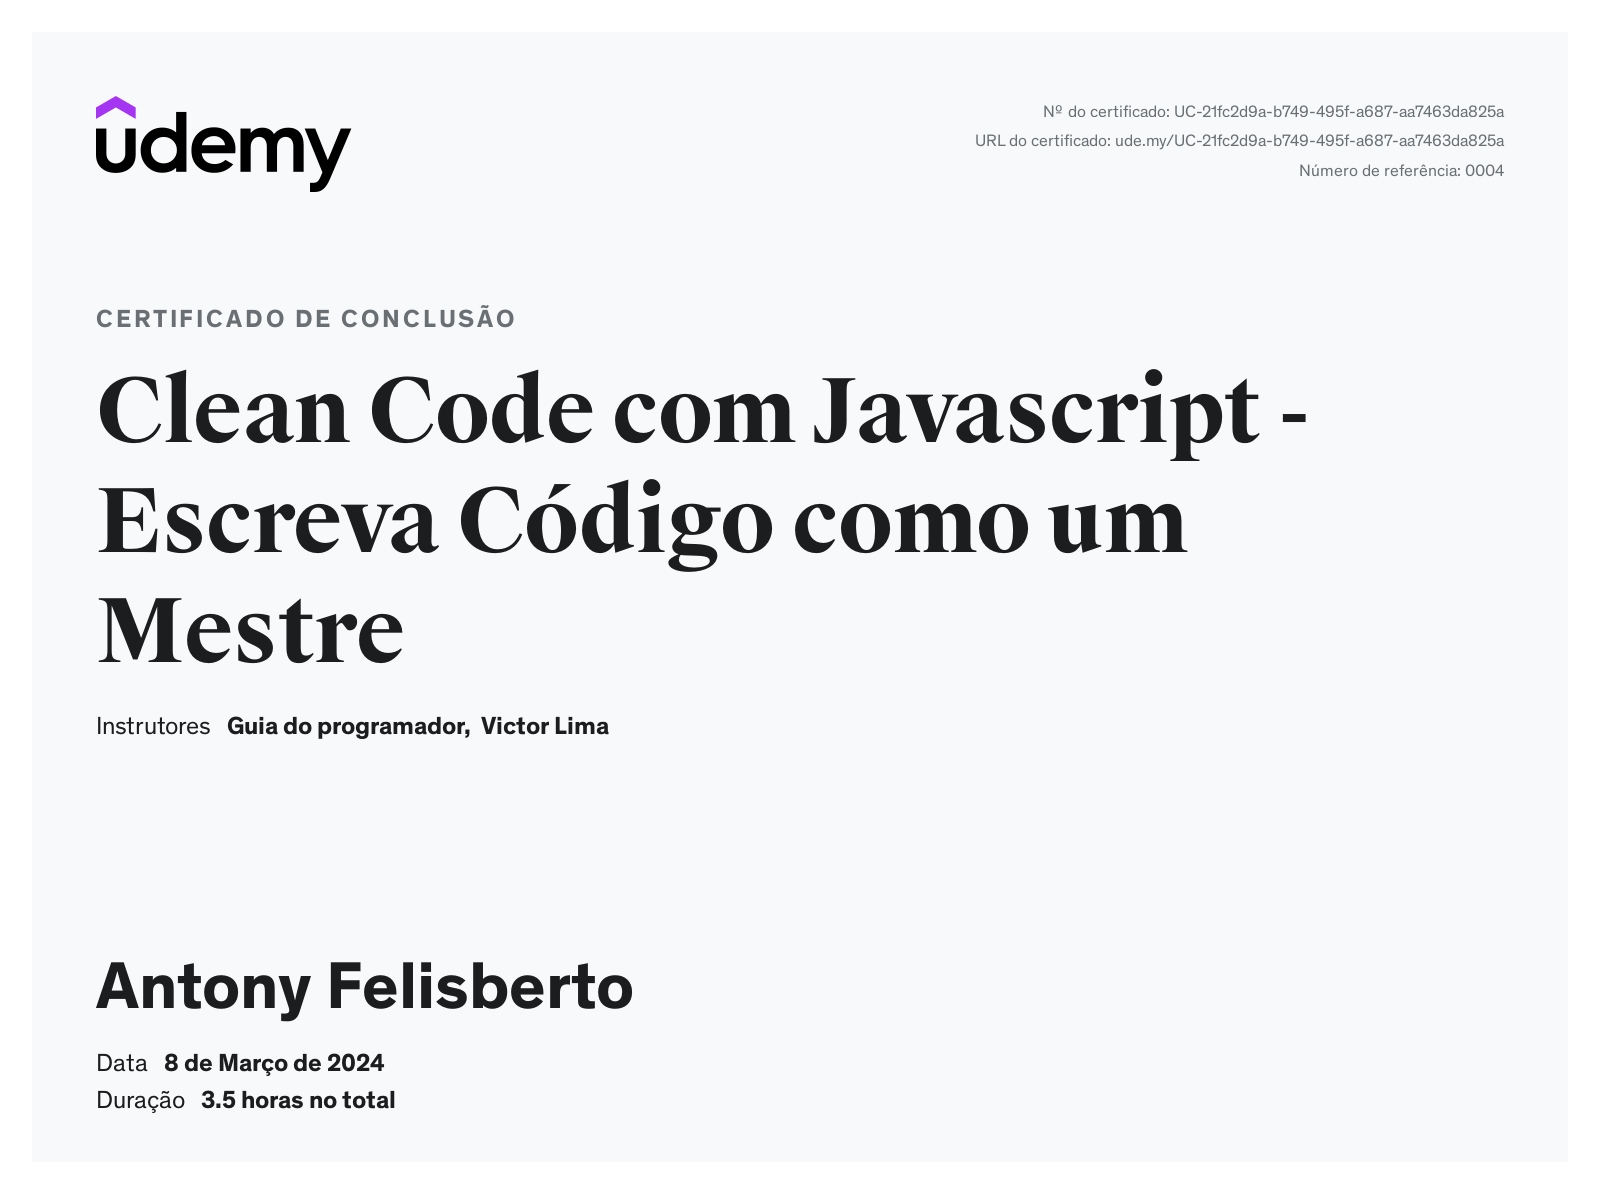 udemy
Nº do certificado: UC-21fc2d9a-b749-495f-a687-aa7463da825a
URL do certificado: ude.my/UC-21fc2d9a-b749-495f-a687-aa7463da825a
Número de referência: 0004
CERTIFICADO DE CONCLUSÃO
Clean Code com Javascript -
Escreva Código como um
Mestre
Instrutores Guia do programador, Victor Lima
Antony Felisberto
Data 8 de Março de 2024
Duração 3.5 horas no total